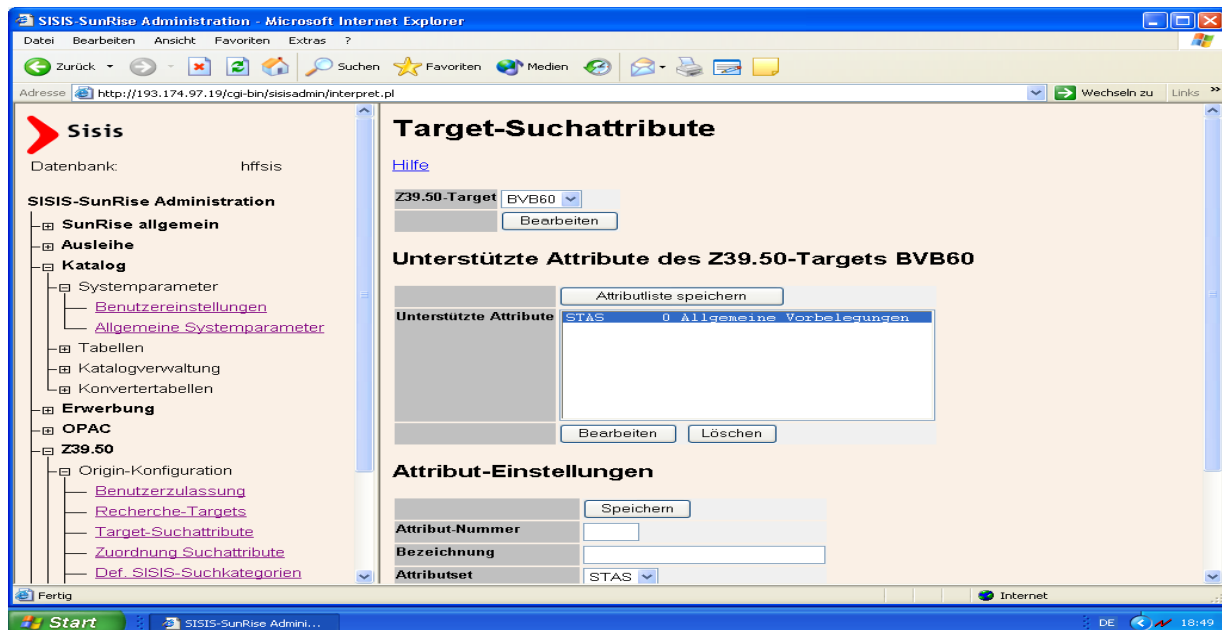 SISIS-SunRise Administration - Microsoft Internet Explorer
Datei Bearbeiten Ansicht Favoriten Extras ?
Zurück Suchen Favoriten Medien
Adresse http://193.174.97.19/cgi-bin/sisisadmin/interpret.pl Wechseln zu Links »
Sisis
Datenbank: hffsis
SISIS-SunRise Administration
SunRise allgemein
Ausleihe
Katalog
Systemparameter
Benutzereinstellungen
Allgemeine Systemparameter
Tabellen
Katalogverwaltung
Konvertertabellen
Erwerbung
OPAC
Z39.50
Origin-Konfiguration
Benutzerzulassung
Recherche-Targets
Target-Suchattribute
Zuordnung Suchattribute
Def. SISIS-Suchkategorien
Target-Suchattribute
Hilfe
Z39.50-Target BVB60
Bearbeiten
Unterstützte Attribute des Z39.50-Targets BVB60
Attributliste speichern
Unterstützte Attribute STAS 0 Allgemeine Vorbelegungen
Bearbeiten Löschen
Attribut-Einstellungen
Speichern
Attribut-Nummer
Bezeichnung
Attributset STAS
Fertig Internet
Start SISIS-SunRise Admini... DE 18:49